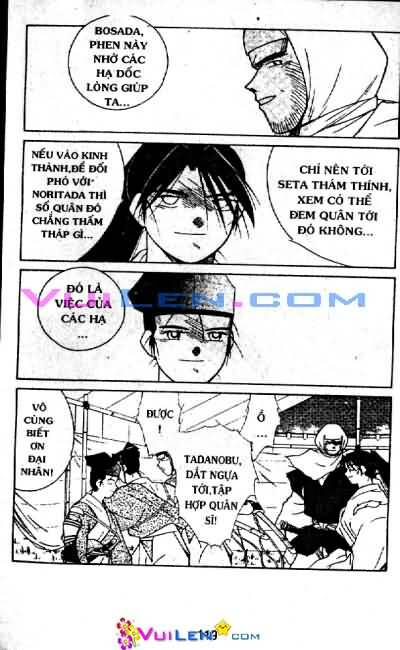 BOSADA,
PHEN NÀY
NHỜ CÁC
HẠ DỐC
LÒNG GIÚP
TA...
NẾU VÀO KINH
THÀNH, ĐỂ ĐỐI
PHÓ VỚI
NORITADA THÌ
SỐ QUÂN ĐÓ
CHẲNG THẤM
THÁP GÌ...
CHỈ NÊN TỚI
SETA THÁM THÍNH,
XEM CÓ THỂ
ĐEM QUÂN TỚI
ĐÓ KHÔNG...
ĐÓ LÀ
VIỆC CỦA
CÁC HẠ
...
VUILEN.COM
VÔ
CÙNG
BIẾT
ƠN
ĐẠI
NHÂN!
ĐƯỢC
!
TADANOBU,
DẮT NGỰA
TỚI, TẬP
HỢP QUÂN
SĨ!
Ồ
...
VUILEN.COM